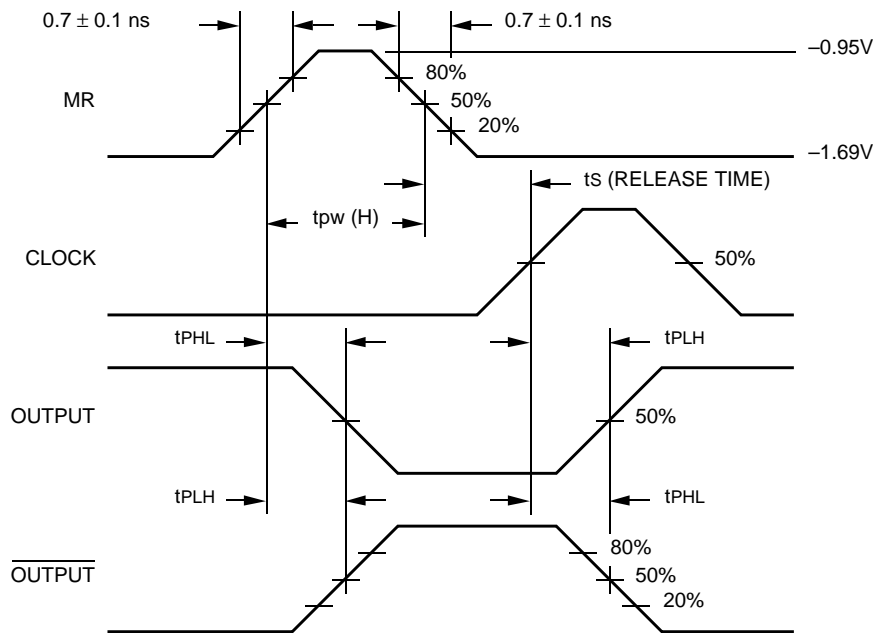 0.7 ± 0.1 ns 0.7 ± 0.1 ns
–0.95V
80%
MR 50%
20%
–1.69V
tS (RELEASE TIME)
tpw (H)
CLOCK 50%
tPHL tPLH
OUTPUT 50%
tPLH tPHL
80%
OUTPUT 50%
20%